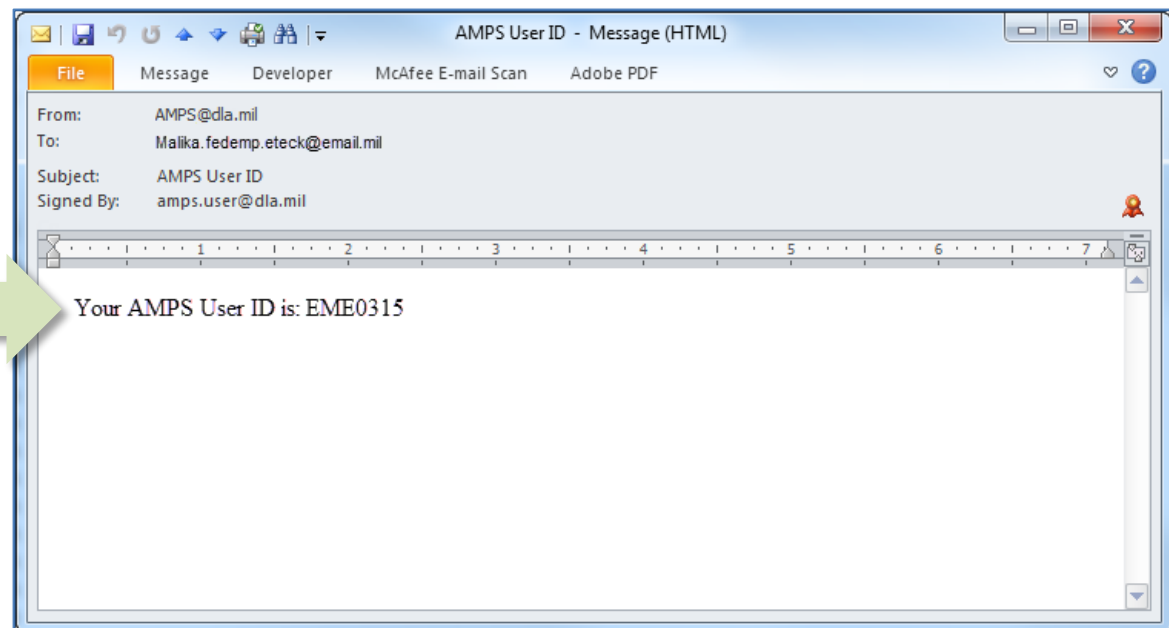 AMPS User ID - Message (HTML)
File Message Developer McAfee E-mail Scan Adobe PDF
From: AMPS@dla.mil
To: Malika.fedemp.eteck@email.mil
Subject: AMPS User ID
Signed By: amps.user@dla.mil
1 2 3 4 5 6 7
Your AMPS User ID is: EME0315